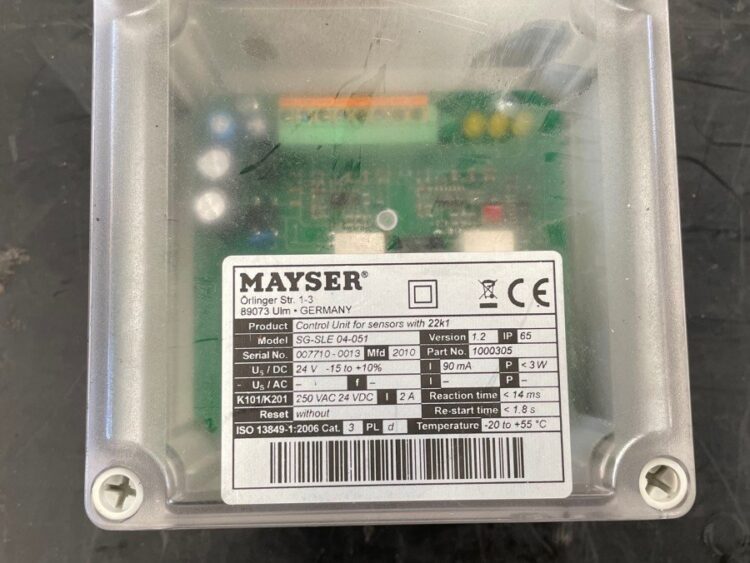 MAYSER®
Örlinger Str. 1-3
89073 Ulm • GERMANY
CE
Product Control Unit for sensors with 22k1
Model SG-SLE 04-051 Version 1.2 IP 65
Serial No. 007710 - 0013 Mfd 2010 Part No. 1000305
US / DC 24 V -15 to +10% I 90 mA P < 3 W
US / AC - f - I - P -
K101/K201 250 VAC 24 VDC I 2 A Reaction time < 14 ms
Reset without Re-start time < 1.8 s
ISO 13849-1:2006 Cat. 3 PL d Temperature -20 to +55 °C